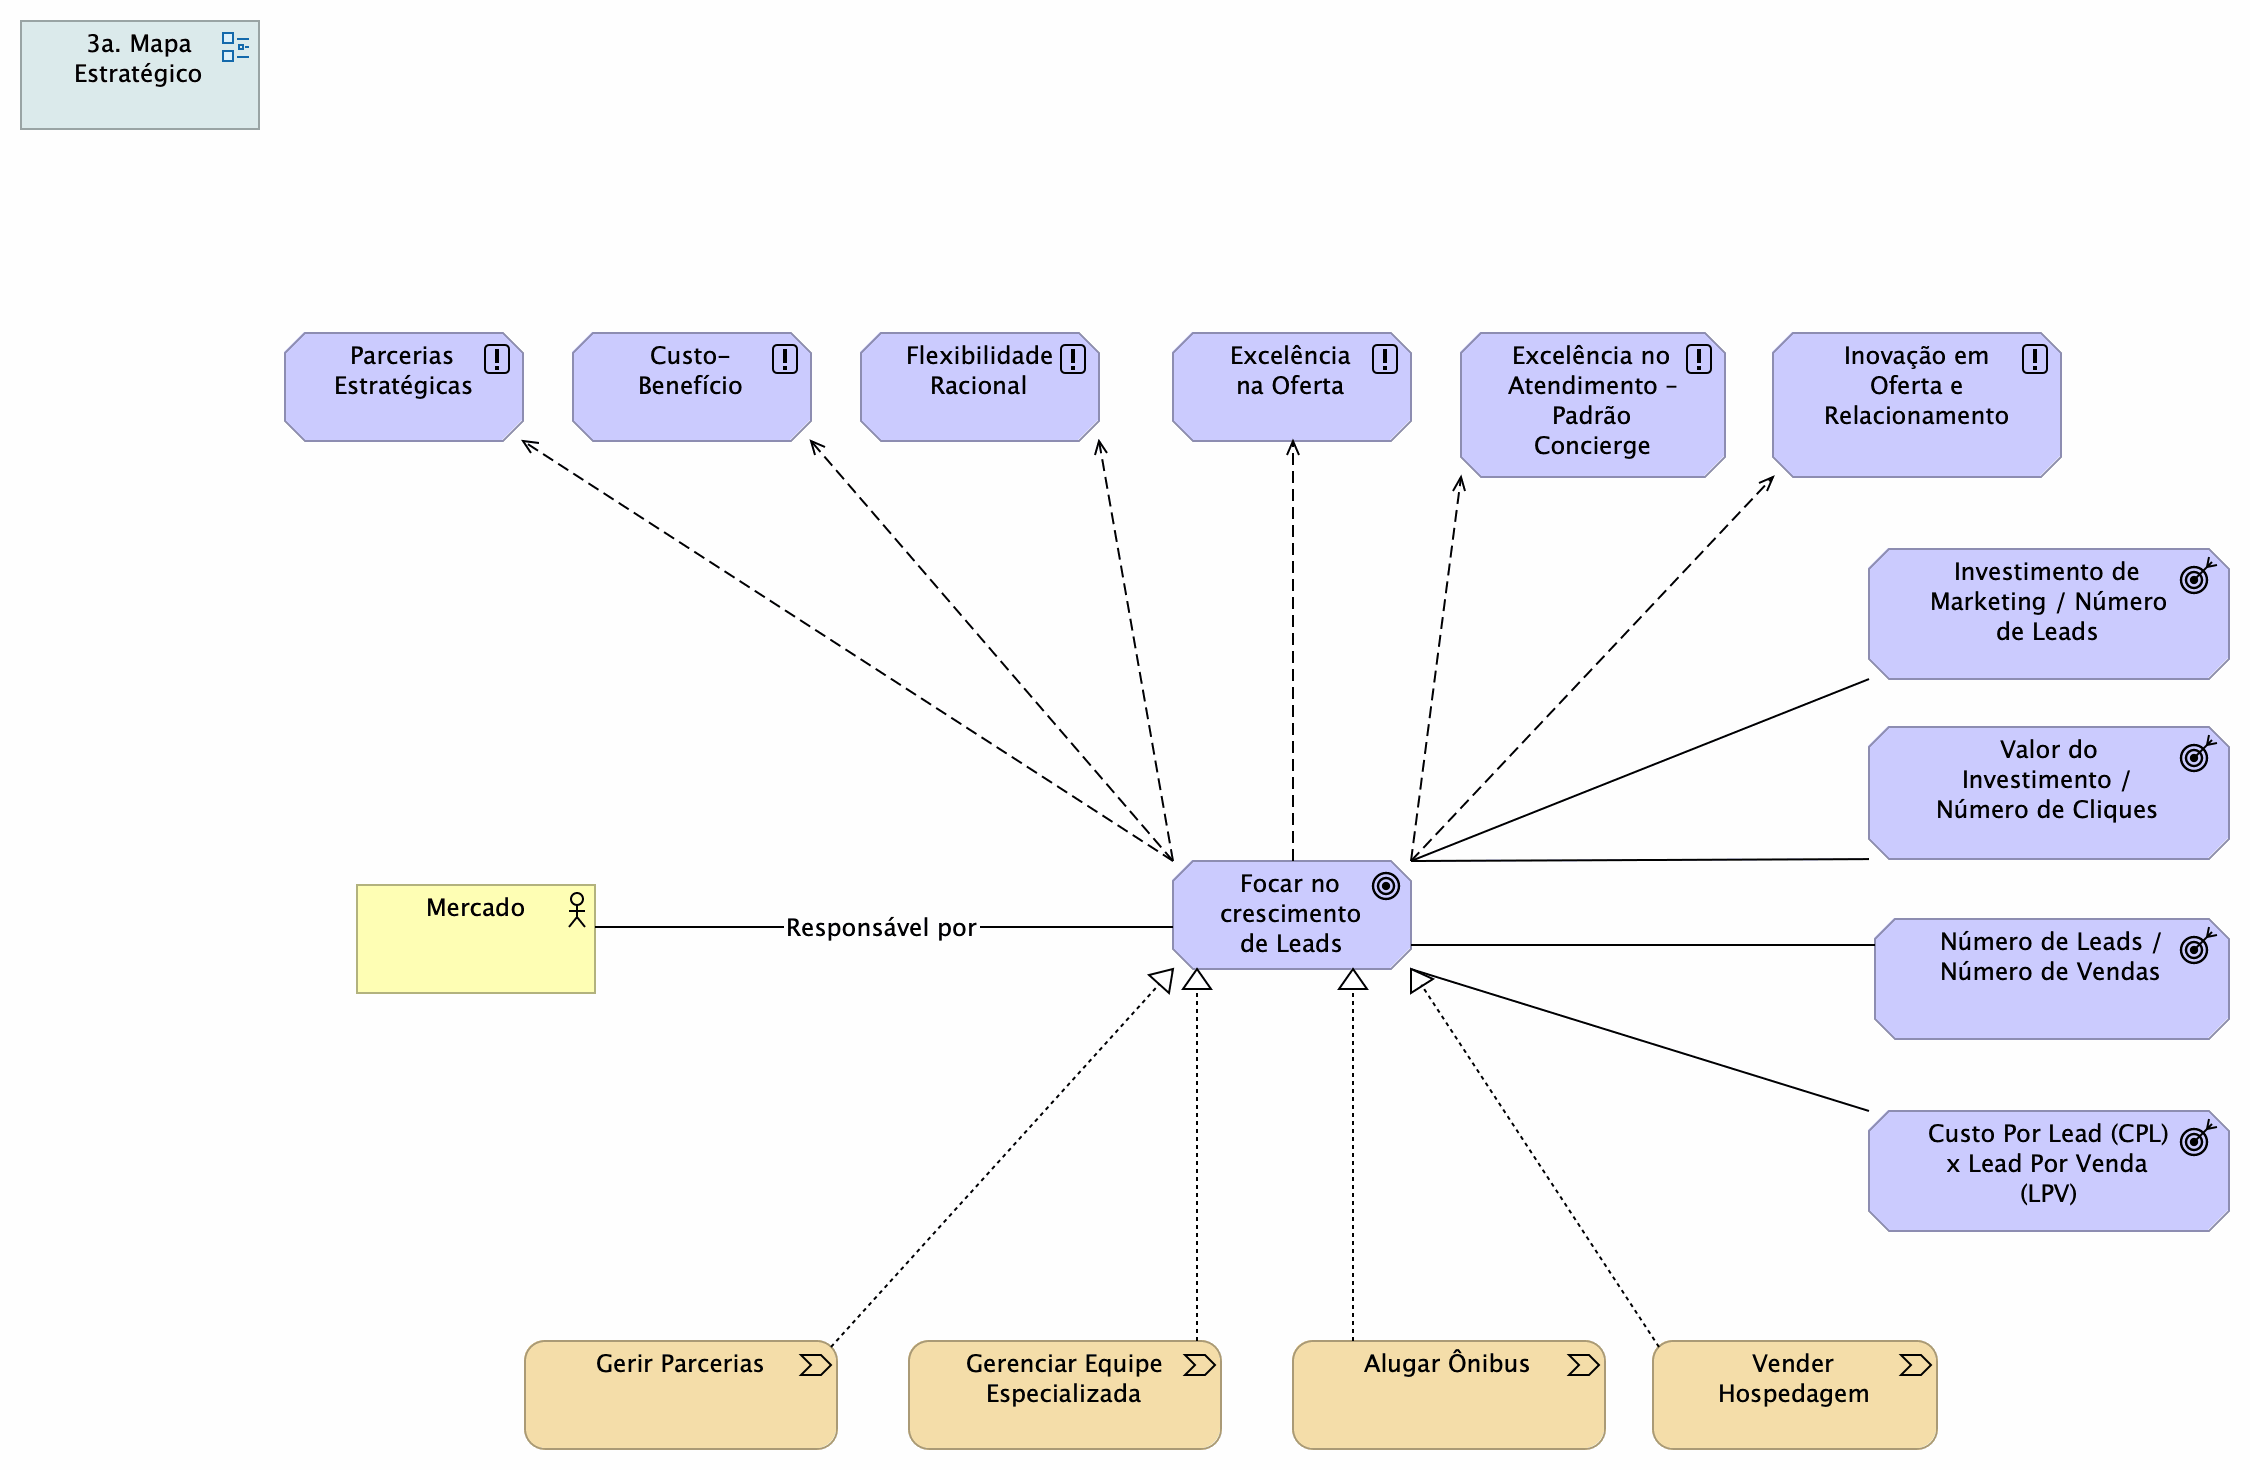 3a. Mapa
Estratégico
Parcerias
Estratégicas
Custo-
Benefício
Flexibilidade
Racional
Excelência
na Oferta
Excelência no
Atendimento –
Padrão
Concierge
Inovação em
Oferta e
Relacionamento
Investimento de
Marketing / Número
de Leads
Valor do
Investimento /
Número de Cliques
Mercado
Responsável por
Focar no
crescimento
de Leads
Número de Leads /
Número de Vendas
Custo Por Lead (CPL)
x Lead Por Venda
(LPV)
Gerir Parcerias
Gerenciar Equipe
Especializada
Alugar Ônibus
Vender
Hospedagem